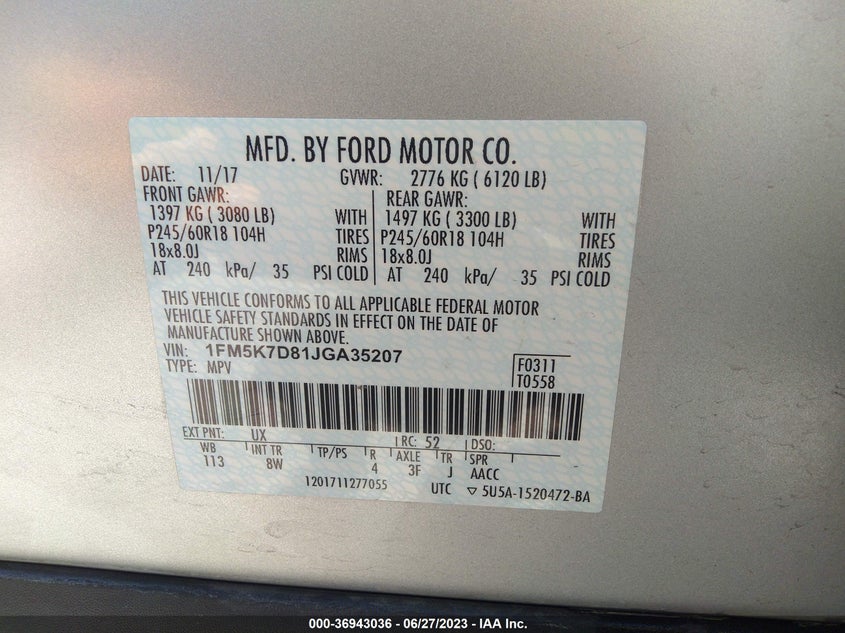 MFD. BY FORD MOTOR CO.
DATE: 11/17 GVWR: 2776 KG ( 6120 LB)
FRONT GAWR: REAR GAWR:
1397 KG ( 3080 LB) WITH 1497 KG ( 3300 LB) WITH
P245/60R18 104H TIRES P245/60R18 104H TIRES
18x8.0J RIMS 18x8.0J RIMS
AT 240 kPa/ 35 PSI COLD AT 240 kPa/ 35 PSI COLD
THIS VEHICLE CONFORMS TO ALL APPLICABLE FEDERAL MOTOR
VEHICLE SAFETY STANDARDS IN EFFECT ON THE DATE OF
MANUFACTURE SHOWN ABOVE.
VIN: 1FM5K7D81JGA35207
TYPE: MPV
F0311
T0558
EXT PNT: UX RC: 52 DSO:
WB INT TR TP/PS R AXLE TR SPR
113 8W 4 3F J AACC
1201711277055 UTC ▽ 5U5A-1520472-BA
000-36943036 - 06/27/2023 - IAA Inc.